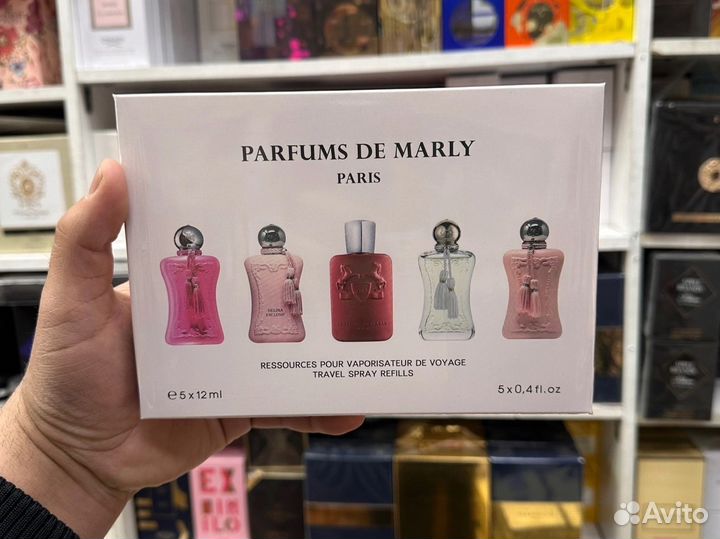 PARFUMS DE MARLY
PARIS
DELINA
EXCLUSIF
RESSOURCES POUR VAPORISATEUR DE VOYAGE
TRAVEL SPRAY REFILLS
℮ 5 x 12 ml
5 x 0,4 fl. oz
Avito